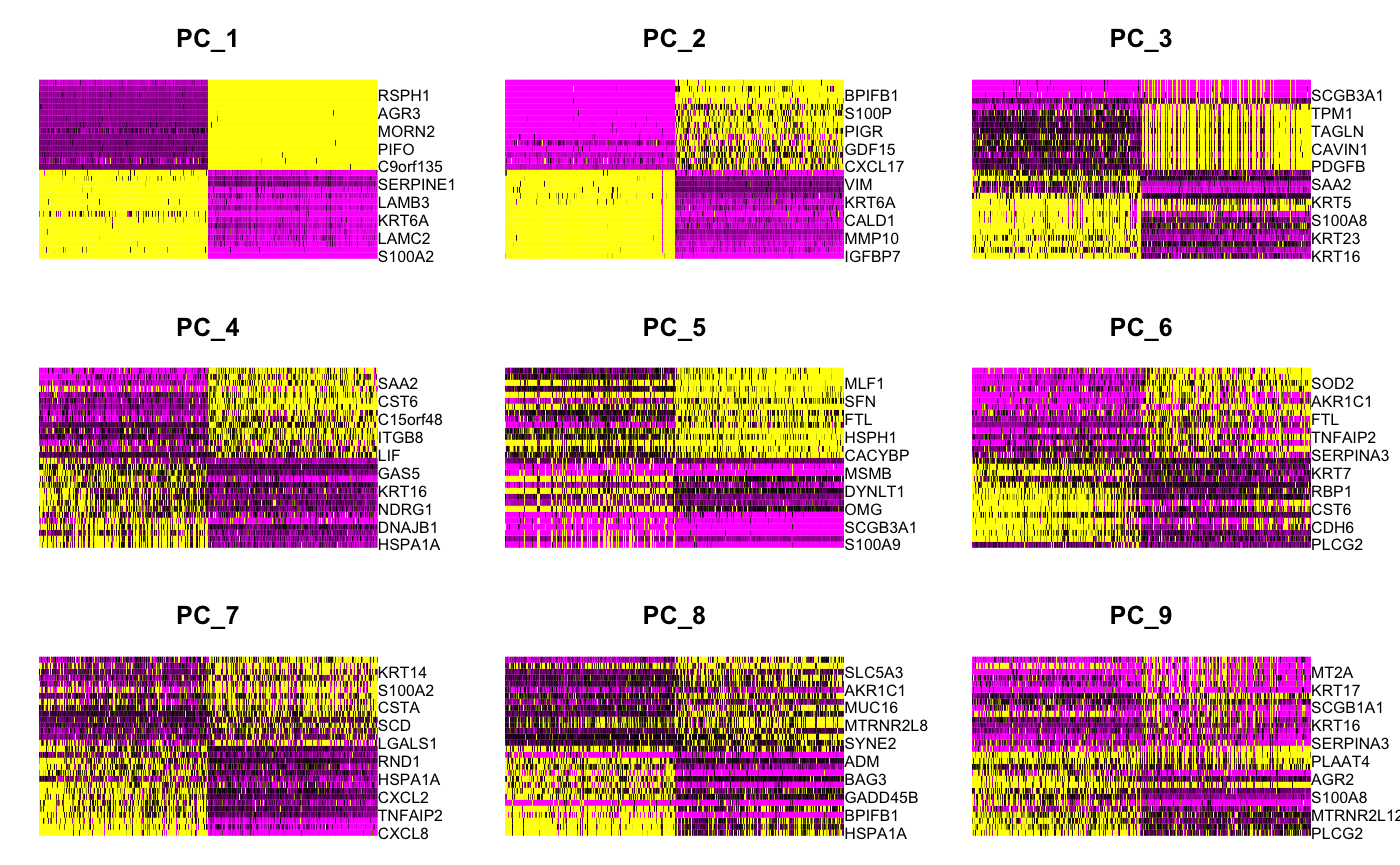 PC_1
RSPH1
AGR3
MORN2
PIFO
C9orf135
SERPINE1
LAMB3
KRT6A
LAMC2
S100A2
PC_2
BPIFB1
S100P
PIGR
GDF15
CXCL17
VIM
KRT6A
CALD1
MMP10
IGFBP7
PC_3
SCGB3A1
TPM1
TAGLN
CAVIN1
PDGFB
SAA2
KRT5
S100A8
KRT23
KRT16
PC_4
SAA2
CST6
C15orf48
ITGB8
LIF
GAS5
KRT16
NDRG1
DNAJB1
HSPA1A
PC_5
MLF1
SFN
FTL
HSPH1
CACYBP
MSMB
DYNLT1
OMG
SCGB3A1
S100A9
PC_6
SOD2
AKR1C1
FTL
TNFAIP2
SERPINA3
KRT7
RBP1
CST6
CDH6
PLCG2
PC_7
KRT14
S100A2
CSTA
SCD
LGALS1
RND1
HSPA1A
CXCL2
TNFAIP2
CXCL8
PC_8
SLC5A3
AKR1C1
MUC16
MTRNR2L8
SYNE2
ADM
BAG3
GADD45B
BPIFB1
HSPA1A
PC_9
MT2A
KRT17
SCGB1A1
KRT16
SERPINA3
PLAAT4
AGR2
S100A8
MTRNR2L12
PLCG2